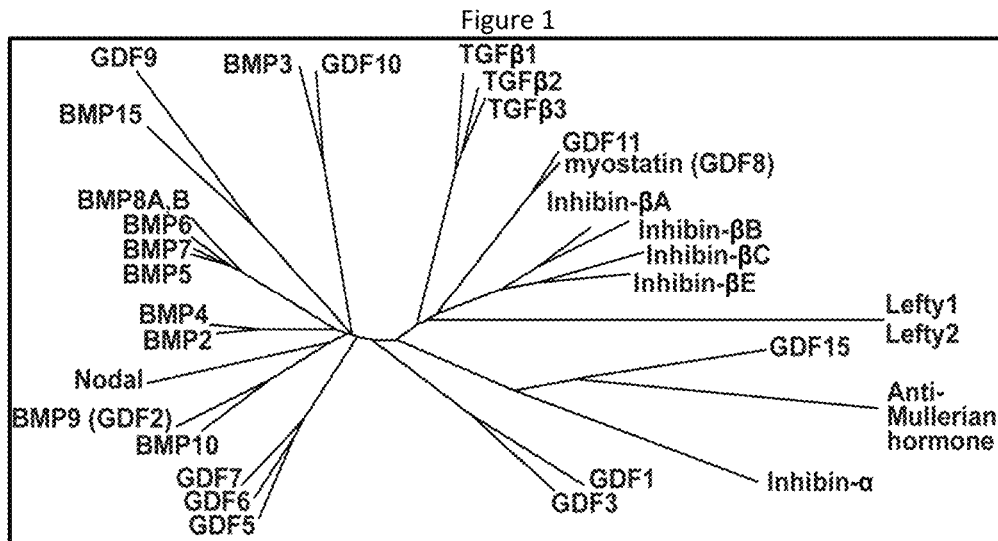 Figure 1
GDF9
BMP3
GDF10
TGFβ1
TGFβ2
TGFβ3
BMP15
GDF11
myostatin (GDF8)
BMP8A,B
BMP6
BMP7
BMP5
Inhibin-βA
Inhibin-βB
Inhibin-βC
Inhibin-βE
BMP4
BMP2
Lefty1
Lefty2
GDF15
Nodal
Anti-
Mullerian
hormone
BMP9 (GDF2)
BMP10
GDF7
GDF6
GDF5
GDF1
GDF3
Inhibin-α